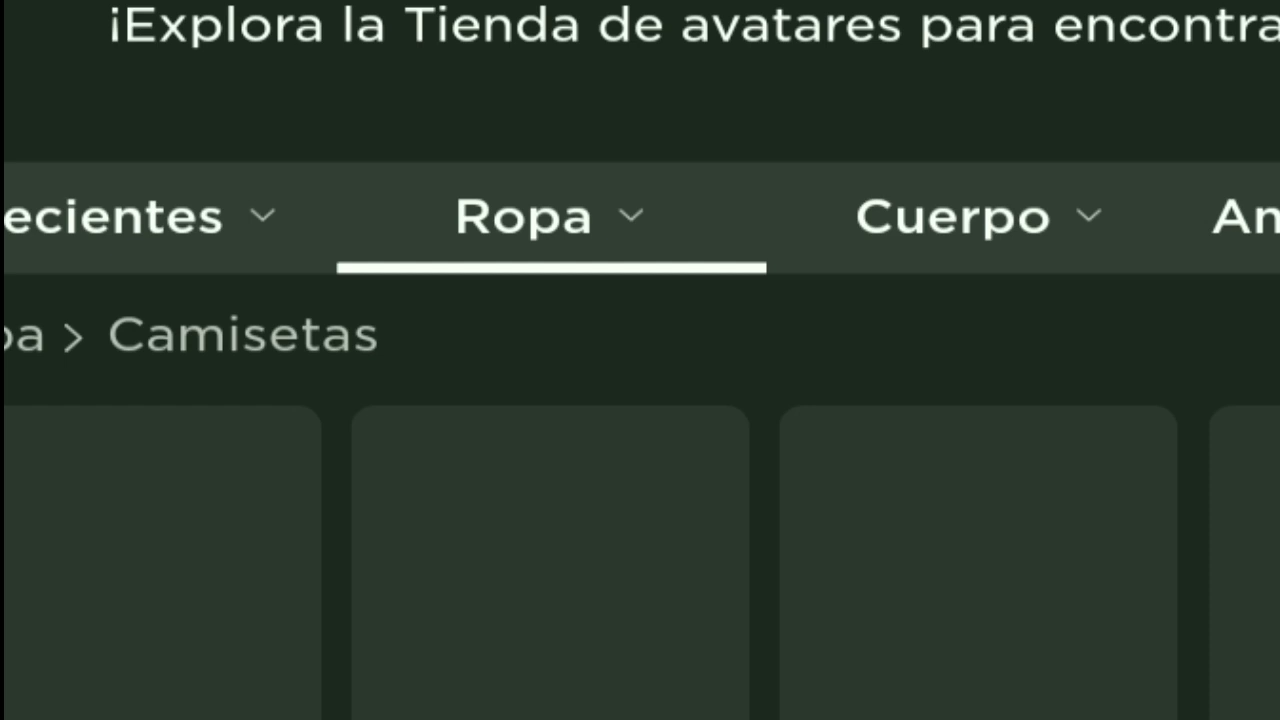 ¡Explora la Tienda de avatares para encontra
ecientes Ropa Cuerpo An
pa > Camisetas